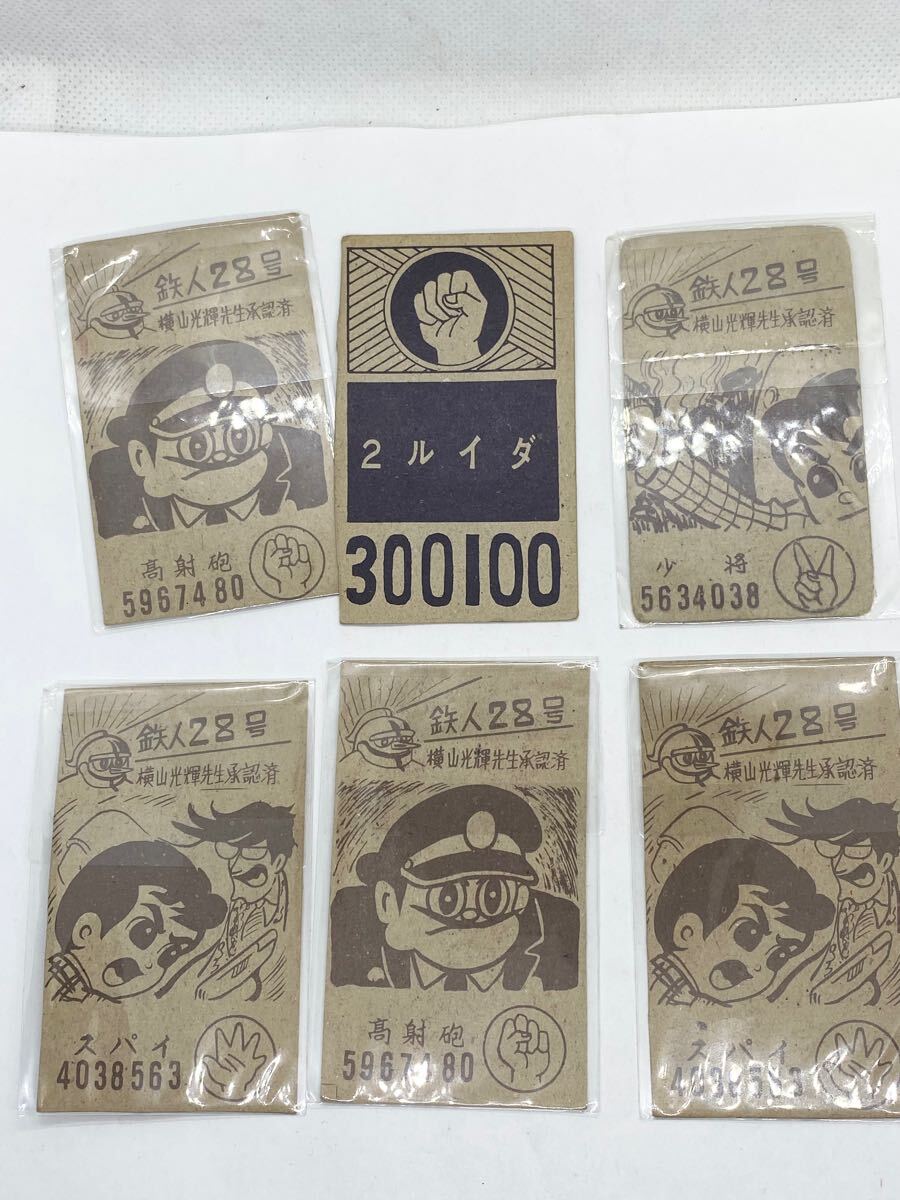 鉄人28号
横山光輝先生承認済
高射砲
5967480
2ルイダ
300100
鉄人28号
横山光輝先生承認済
少将
5634038
鉄人28号
横山光輝先生承認済
スパイ
4038563
鉄人28号
横山光輝先生承認済
高射砲
5967480
鉄人28号
横山光輝先生承認済
スパイ
4038563